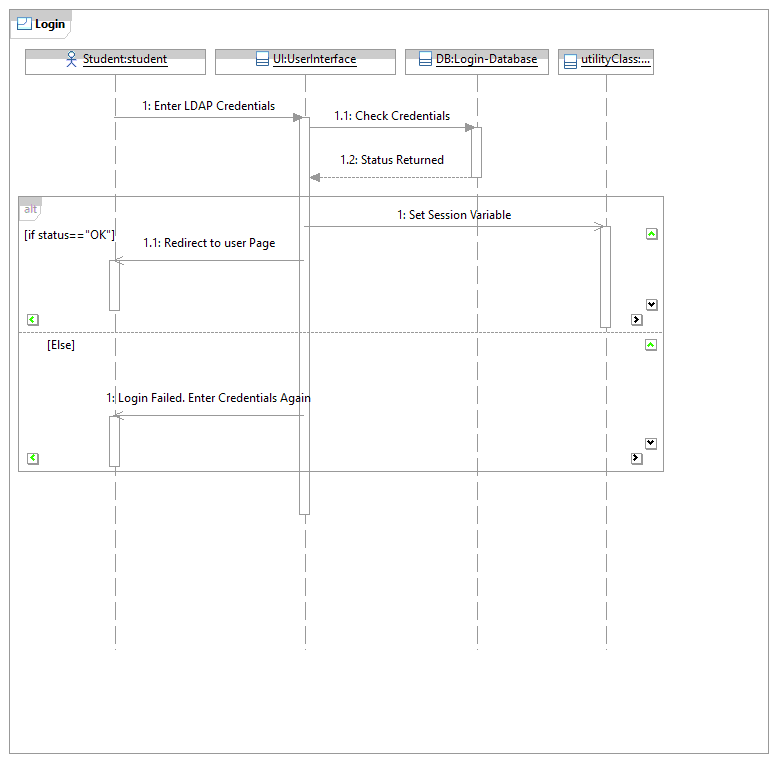 Login
Student:student
UI:UserInterface
DB:Login-Database
utilityClass:...
1: Enter LDAP Credentials
1.1: Check Credentials
1.2: Status Returned
alt
1: Set Session Variable
[if status=="OK"]
1.1: Redirect to user Page
[Else]
1: Login Failed. Enter Credentials Again